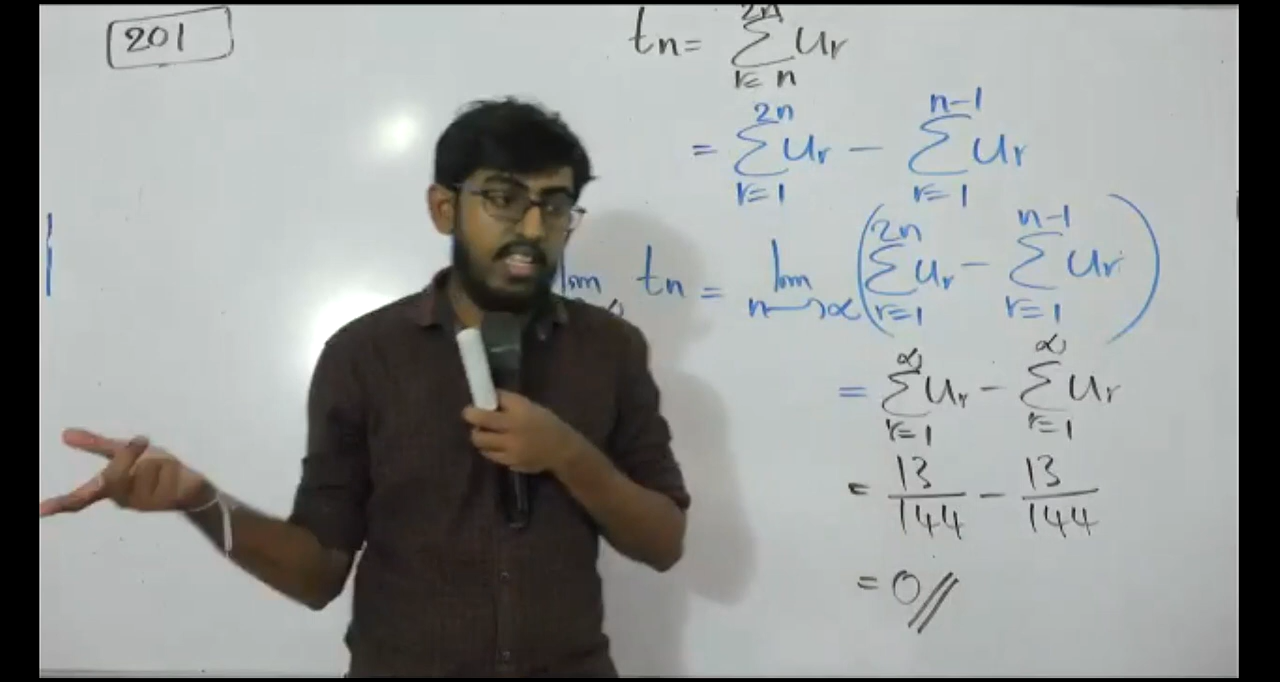 201
tn = 2n Σ r=n ur
= 2n Σ r=1 ur − n-1 Σ r=1 ur
lim tn = lim n→∝ ( 2n Σ r=1 ur − n-1 Σ r=1 ur )
= ∝ Σ r=1 ur − ∝ Σ r=1 ur
= 13/144 − 13/144
= 0//